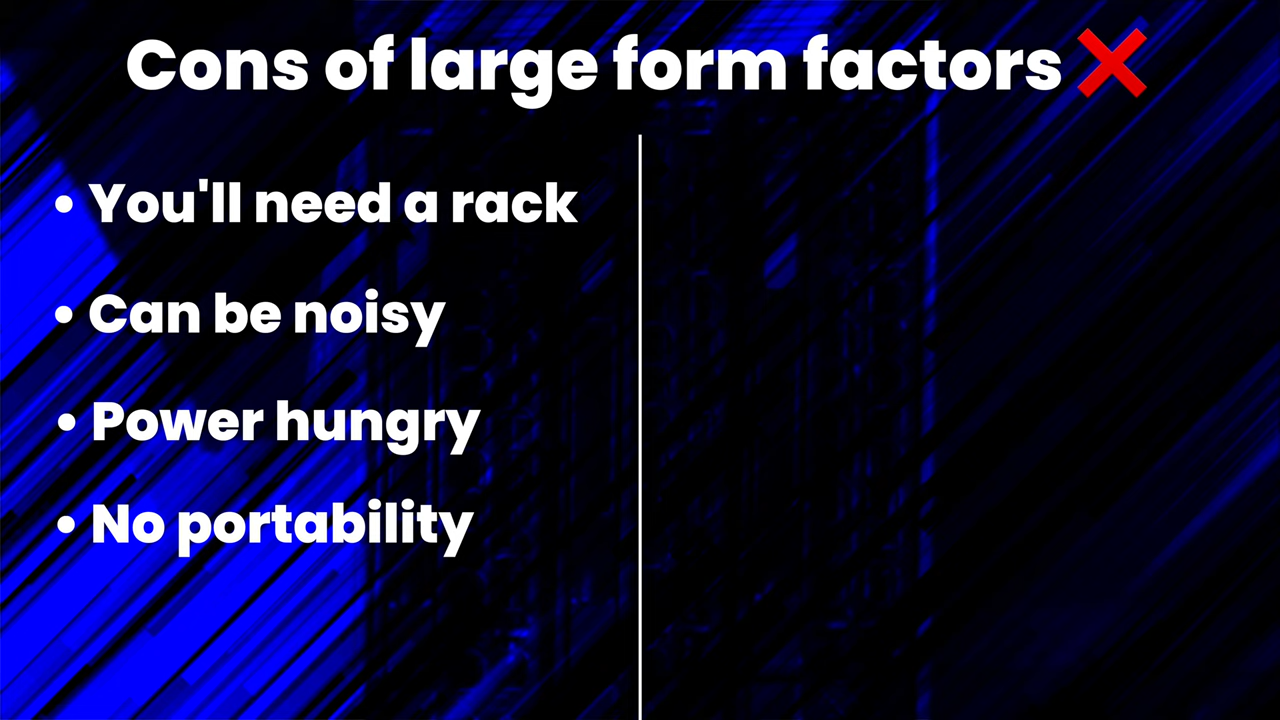 Cons of large form factors ❌
• You'll need a rack
• Can be noisy
• Power hungry
• No portability